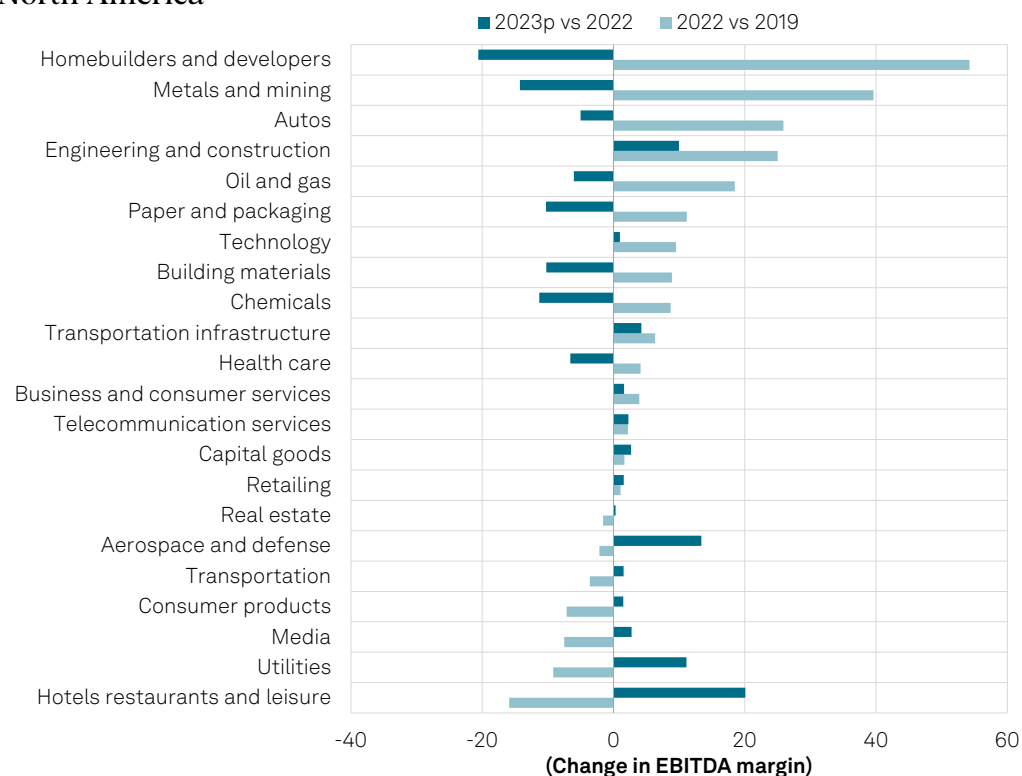 North America
2023p vs 2022 2022 vs 2019
Homebuilders and developers
Metals and mining
Autos
Engineering and construction
Oil and gas
Paper and packaging
Technology
Building materials
Chemicals
Transportation infrastructure
Health care
Business and consumer services
Telecommunication services
Capital goods
Retailing
Real estate
Aerospace and defense
Transportation
Consumer products
Media
Utilities
Hotels restaurants and leisure
-40 -20 0 20 40 60
(Change in EBITDA margin)